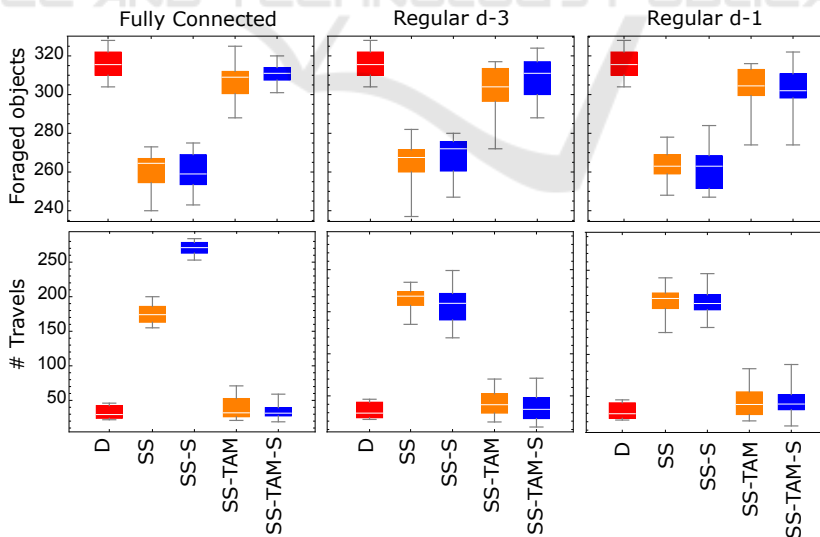 Fully Connected
Regular d-3
Regular d-1
Foraged objects
320
300
280
260
240
# Travels
250
200
150
100
50
D
SS
SS-S
SS-TAM
SS-TAM-S
D
SS
SS-S
SS-TAM
SS-TAM-S
D
SS
SS-S
SS-TAM
SS-TAM-S